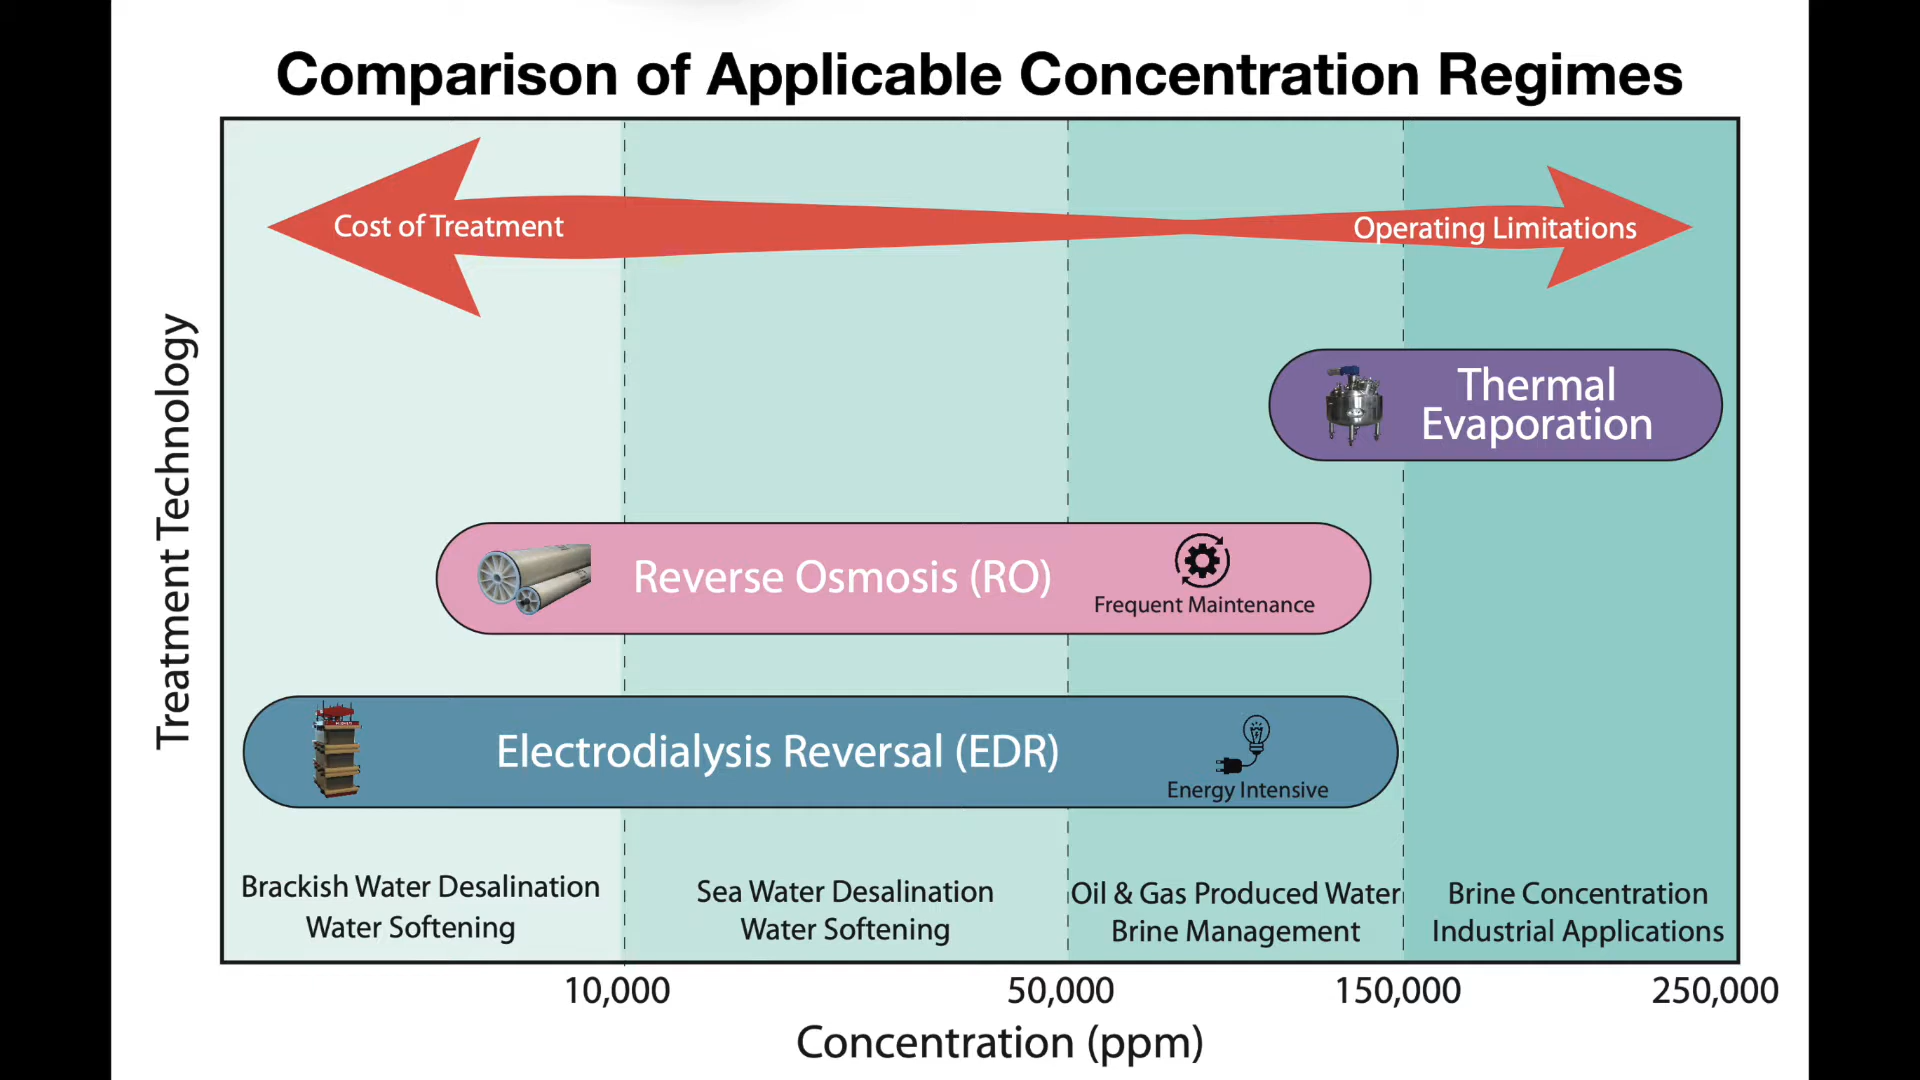 Comparison of Applicable Concentration Regimes
Cost of Treatment
Operating Limitations
Treatment Technology
Thermal
Evaporation
Reverse Osmosis (RO)
Frequent Maintenance
Electrodialysis Reversal (EDR)
Energy Intensive
Brackish Water Desalination
Water Softening
Sea Water Desalination
Water Softening
Oil & Gas Produced Water
Brine Management
Brine Concentration
Industrial Applications
10,000
50,000
150,000
250,000
Concentration (ppm)